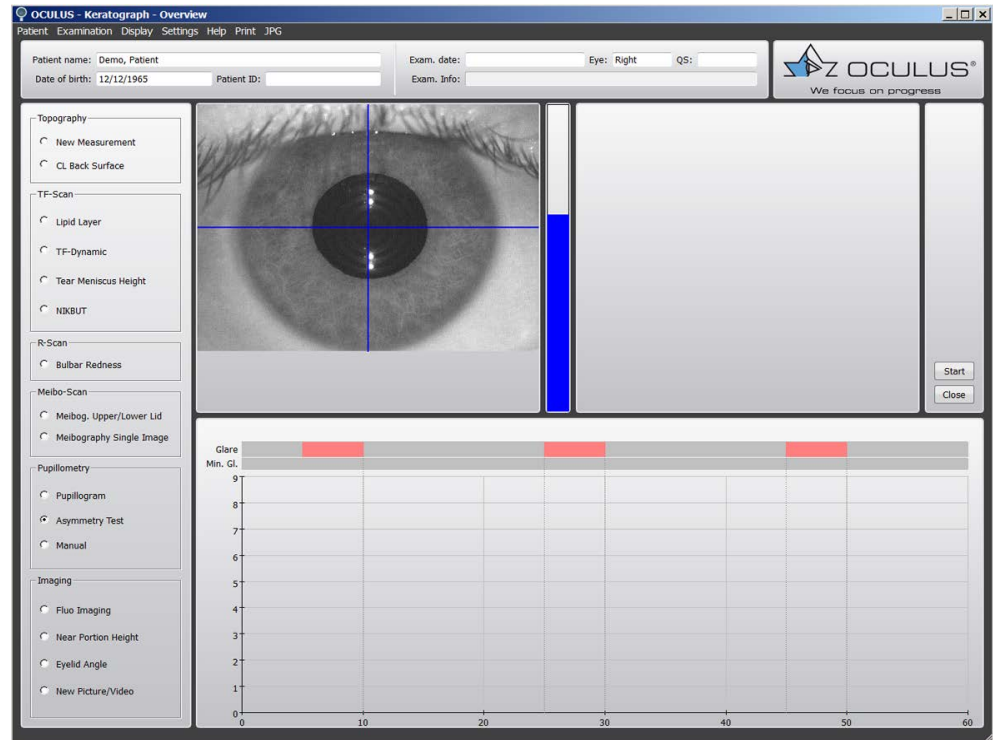 OCULUS - Keratograph - Overview
Patient Examination Display Settings Help Print JPG
Patient name: Demo, Patient
Date of birth: 12/12/1965 Patient ID:
Exam. date: Eye: Right QS:
Exam. Info:
OCULUS®
We focus on progress
Topography
New Measurement
CL Back Surface
TF-Scan
Lipid Layer
TF-Dynamic
Tear Meniscus Height
NIKBUT
R-Scan
Bulbar Redness
Meibo-Scan
Meibog. Upper/Lower Lid
Meibography Single Image
Pupillometry
Pupillogram
Asymmetry Test
Manual
Imaging
Fluo Imaging
Near Portion Height
Eyelid Angle
New Picture/Video
Start
Close
Glare
Min. Gl.
9
8
7
6
5
4
3
2
1
0
0 10 20 30 40 50 60